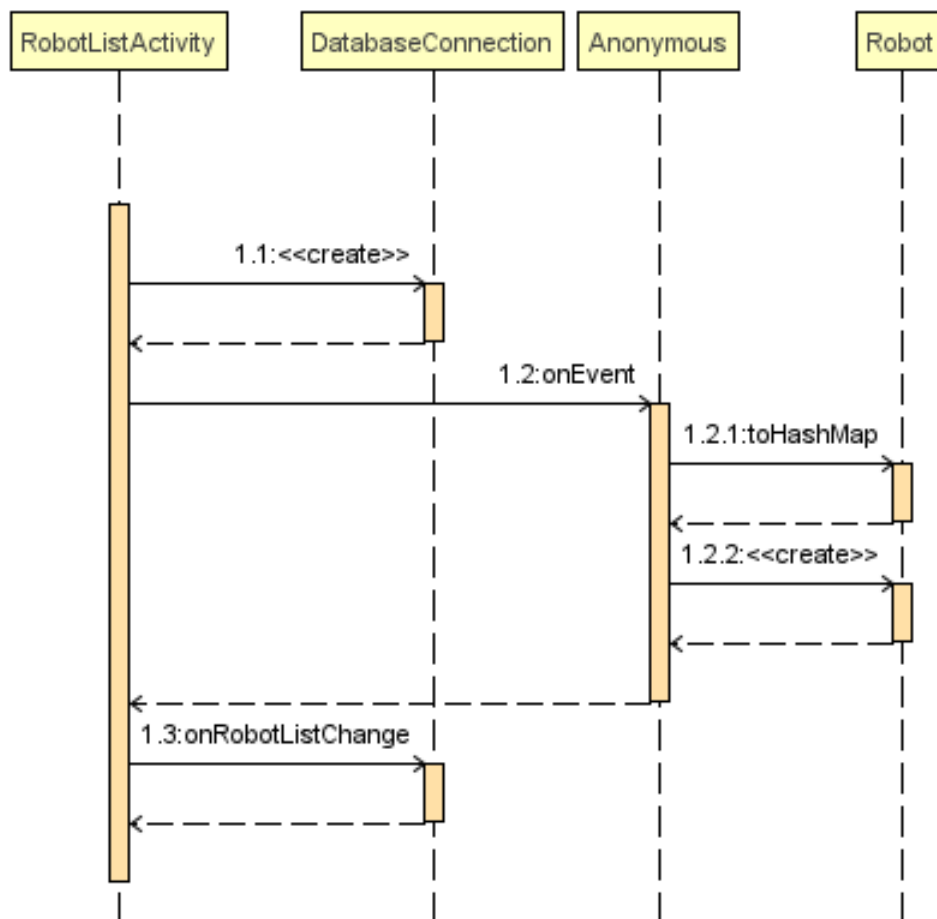 RobotListActivity
DatabaseConnection
Anonymous
Robot
1.1:<<create>>
1.2:onEvent
1.2.1:toHashMap
1.2.2:<<create>>
1.3:onRobotListChange